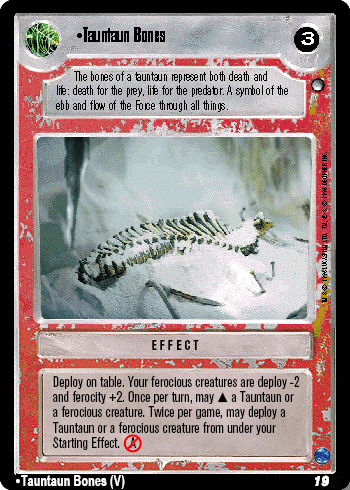 •Tauntaun Bones
3
The bones of a tauntaun represent both death and
life: death for the prey, life for the predator. A symbol of the
ebb and flow of the Force through all things.
EFFECT
Deploy on table. Your ferocious creatures are deploy -2
and ferocity +2. Once per turn, may ▲ a Tauntaun or
a ferocious creature. Twice per game, may deploy a
Tauntaun or a ferocious creature from under your
Starting Effect.
•Tauntaun Bones (V)
19